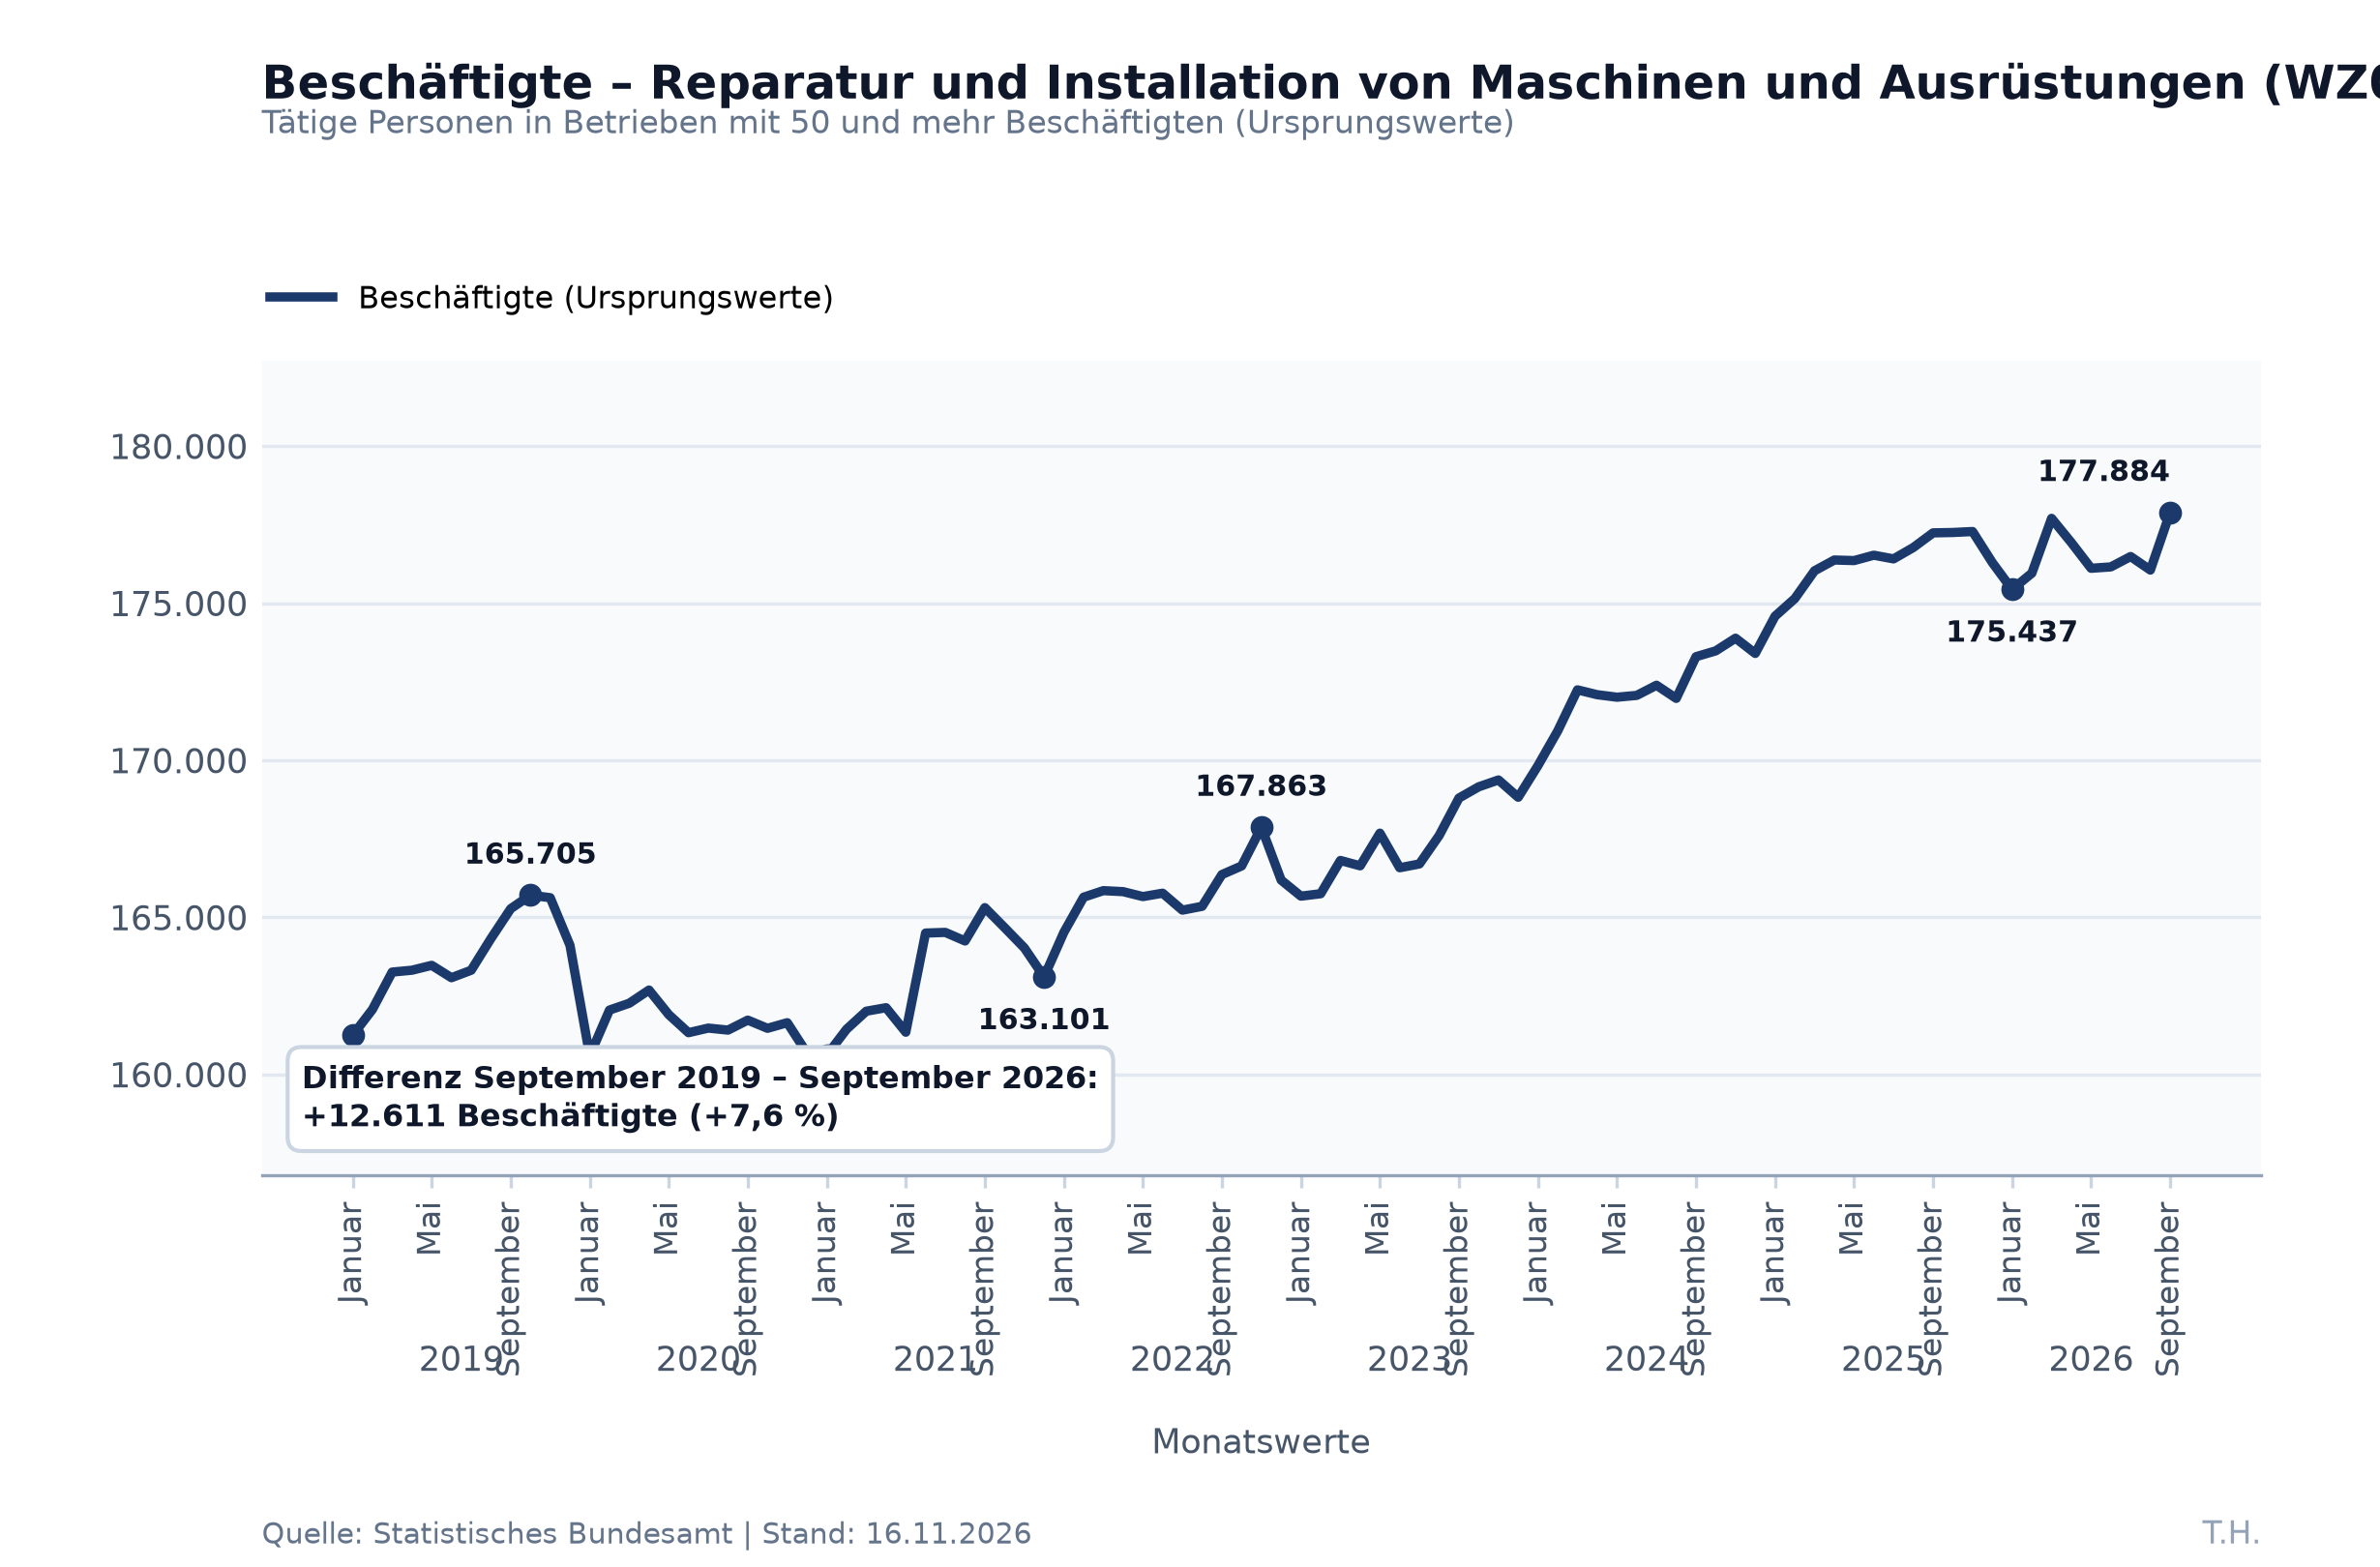 Beschäftigte – Reparatur und Installation von Maschinen und Ausrüstungen (WZ
Tätige Personen in Betrieben mit 50 und mehr Beschäftigten (Ursprungswerte)
Beschäftigte (Ursprungswerte)
180.000
177.884
175.000
175.437
170.000
167.863
165.705
165.000
163.101
160.000
Differenz September 2019 – September 2026:
+12.611 Beschäftigte (+7,6 %)
Januar Mai September Januar Mai September Januar Mai September Januar Mai September Januar Mai September Januar Mai September Januar Mai September Januar Mai September
2019 2020 2021 2022 2023 2024 2025 2026
Monatswerte
Quelle: Statistisches Bundesamt | Stand: 16.11.2026
T.H.